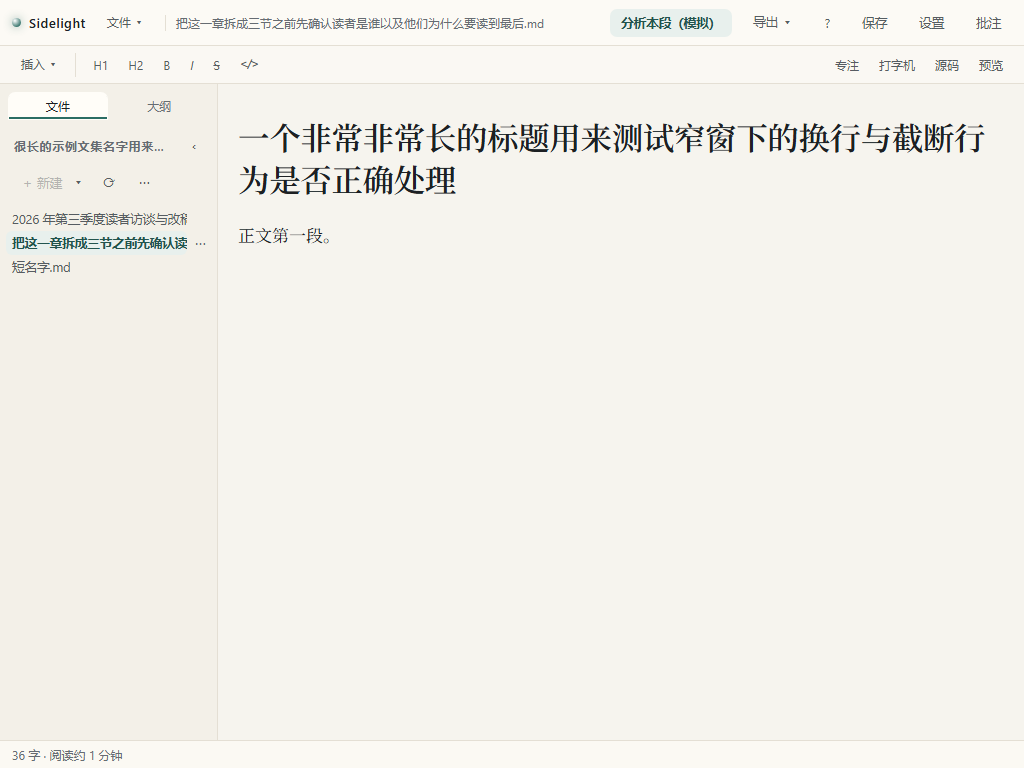 Sidelight 文件 ▾ 把这一章拆成三节之前先确认读者是谁以及他们为什么要读到最后.md 分析本段（模拟） 导出 ▾ ? 保存 设置 批注
插入 ▾ H1 H2 B I S </> 专注 打字机 源码 预览
文件 大纲
很长的示例文集名字用来... ‹
+ 新建 ▾ ⟳ ...
2026 年第三季度读者访谈与改
把这一章拆成三节之前先确认读 ...
短名字.md
一个非常非常长的标题用来测试窄窗下的换行与截断行
为是否正确处理
正文第一段。
36 字 · 阅读约 1 分钟